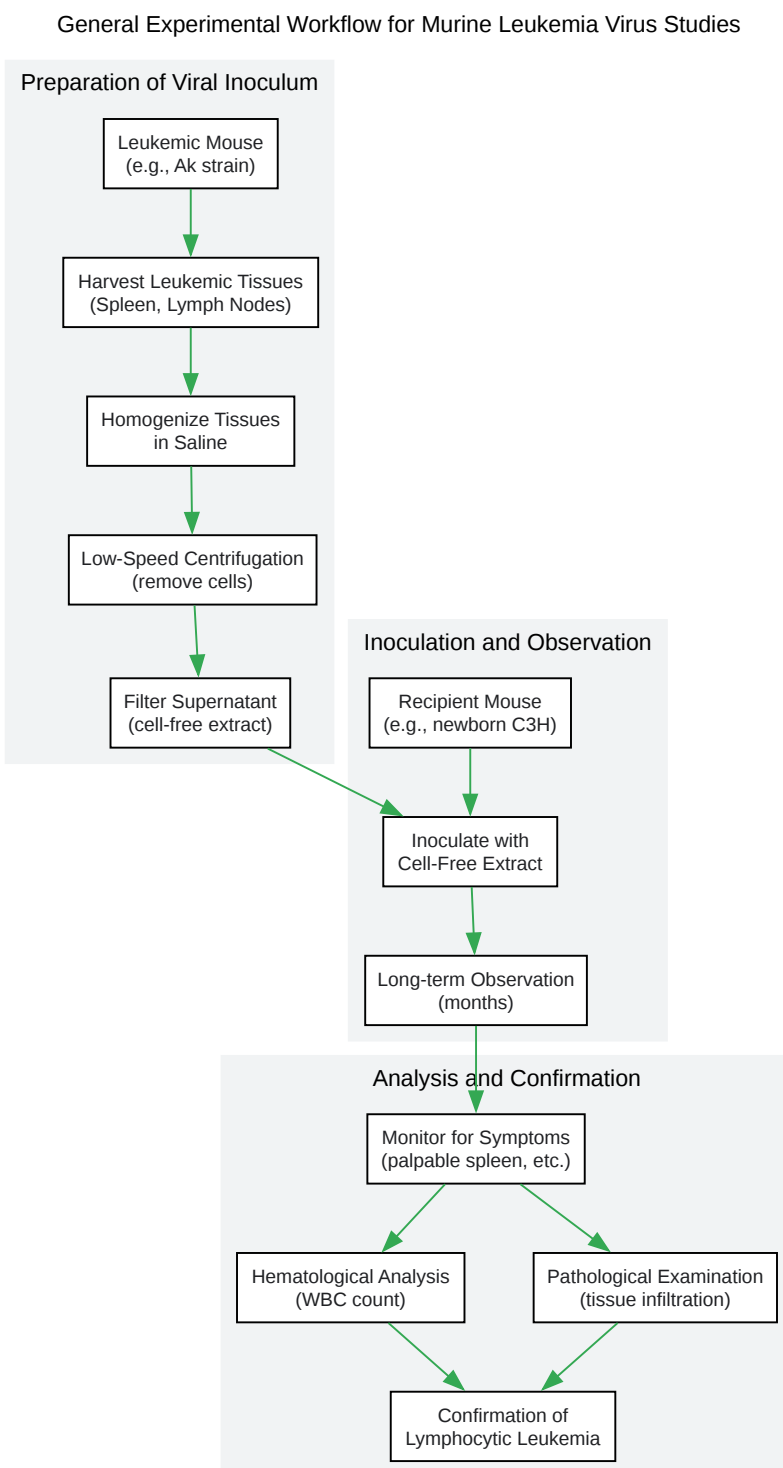 General Experimental Workflow for Murine Leukemia Virus Studies
Preparation of Viral Inoculum
Leukemic Mouse
(e.g., Ak strain)
Harvest Leukemic Tissues
(Spleen, Lymph Nodes)
Homogenize Tissues
in Saline
Low-Speed Centrifugation
(remove cells)
Filter Supernatant
(cell-free extract)
Inoculation and Observation
Recipient Mouse
(e.g., newborn C3H)
Inoculate with
Cell-Free Extract
Long-term Observation
(months)
Analysis and Confirmation
Monitor for Symptoms
(palpable spleen, etc.)
Hematological Analysis
(WBC count)
Pathological Examination
(tissue infiltration)
Confirmation of
Lymphocytic Leukemia